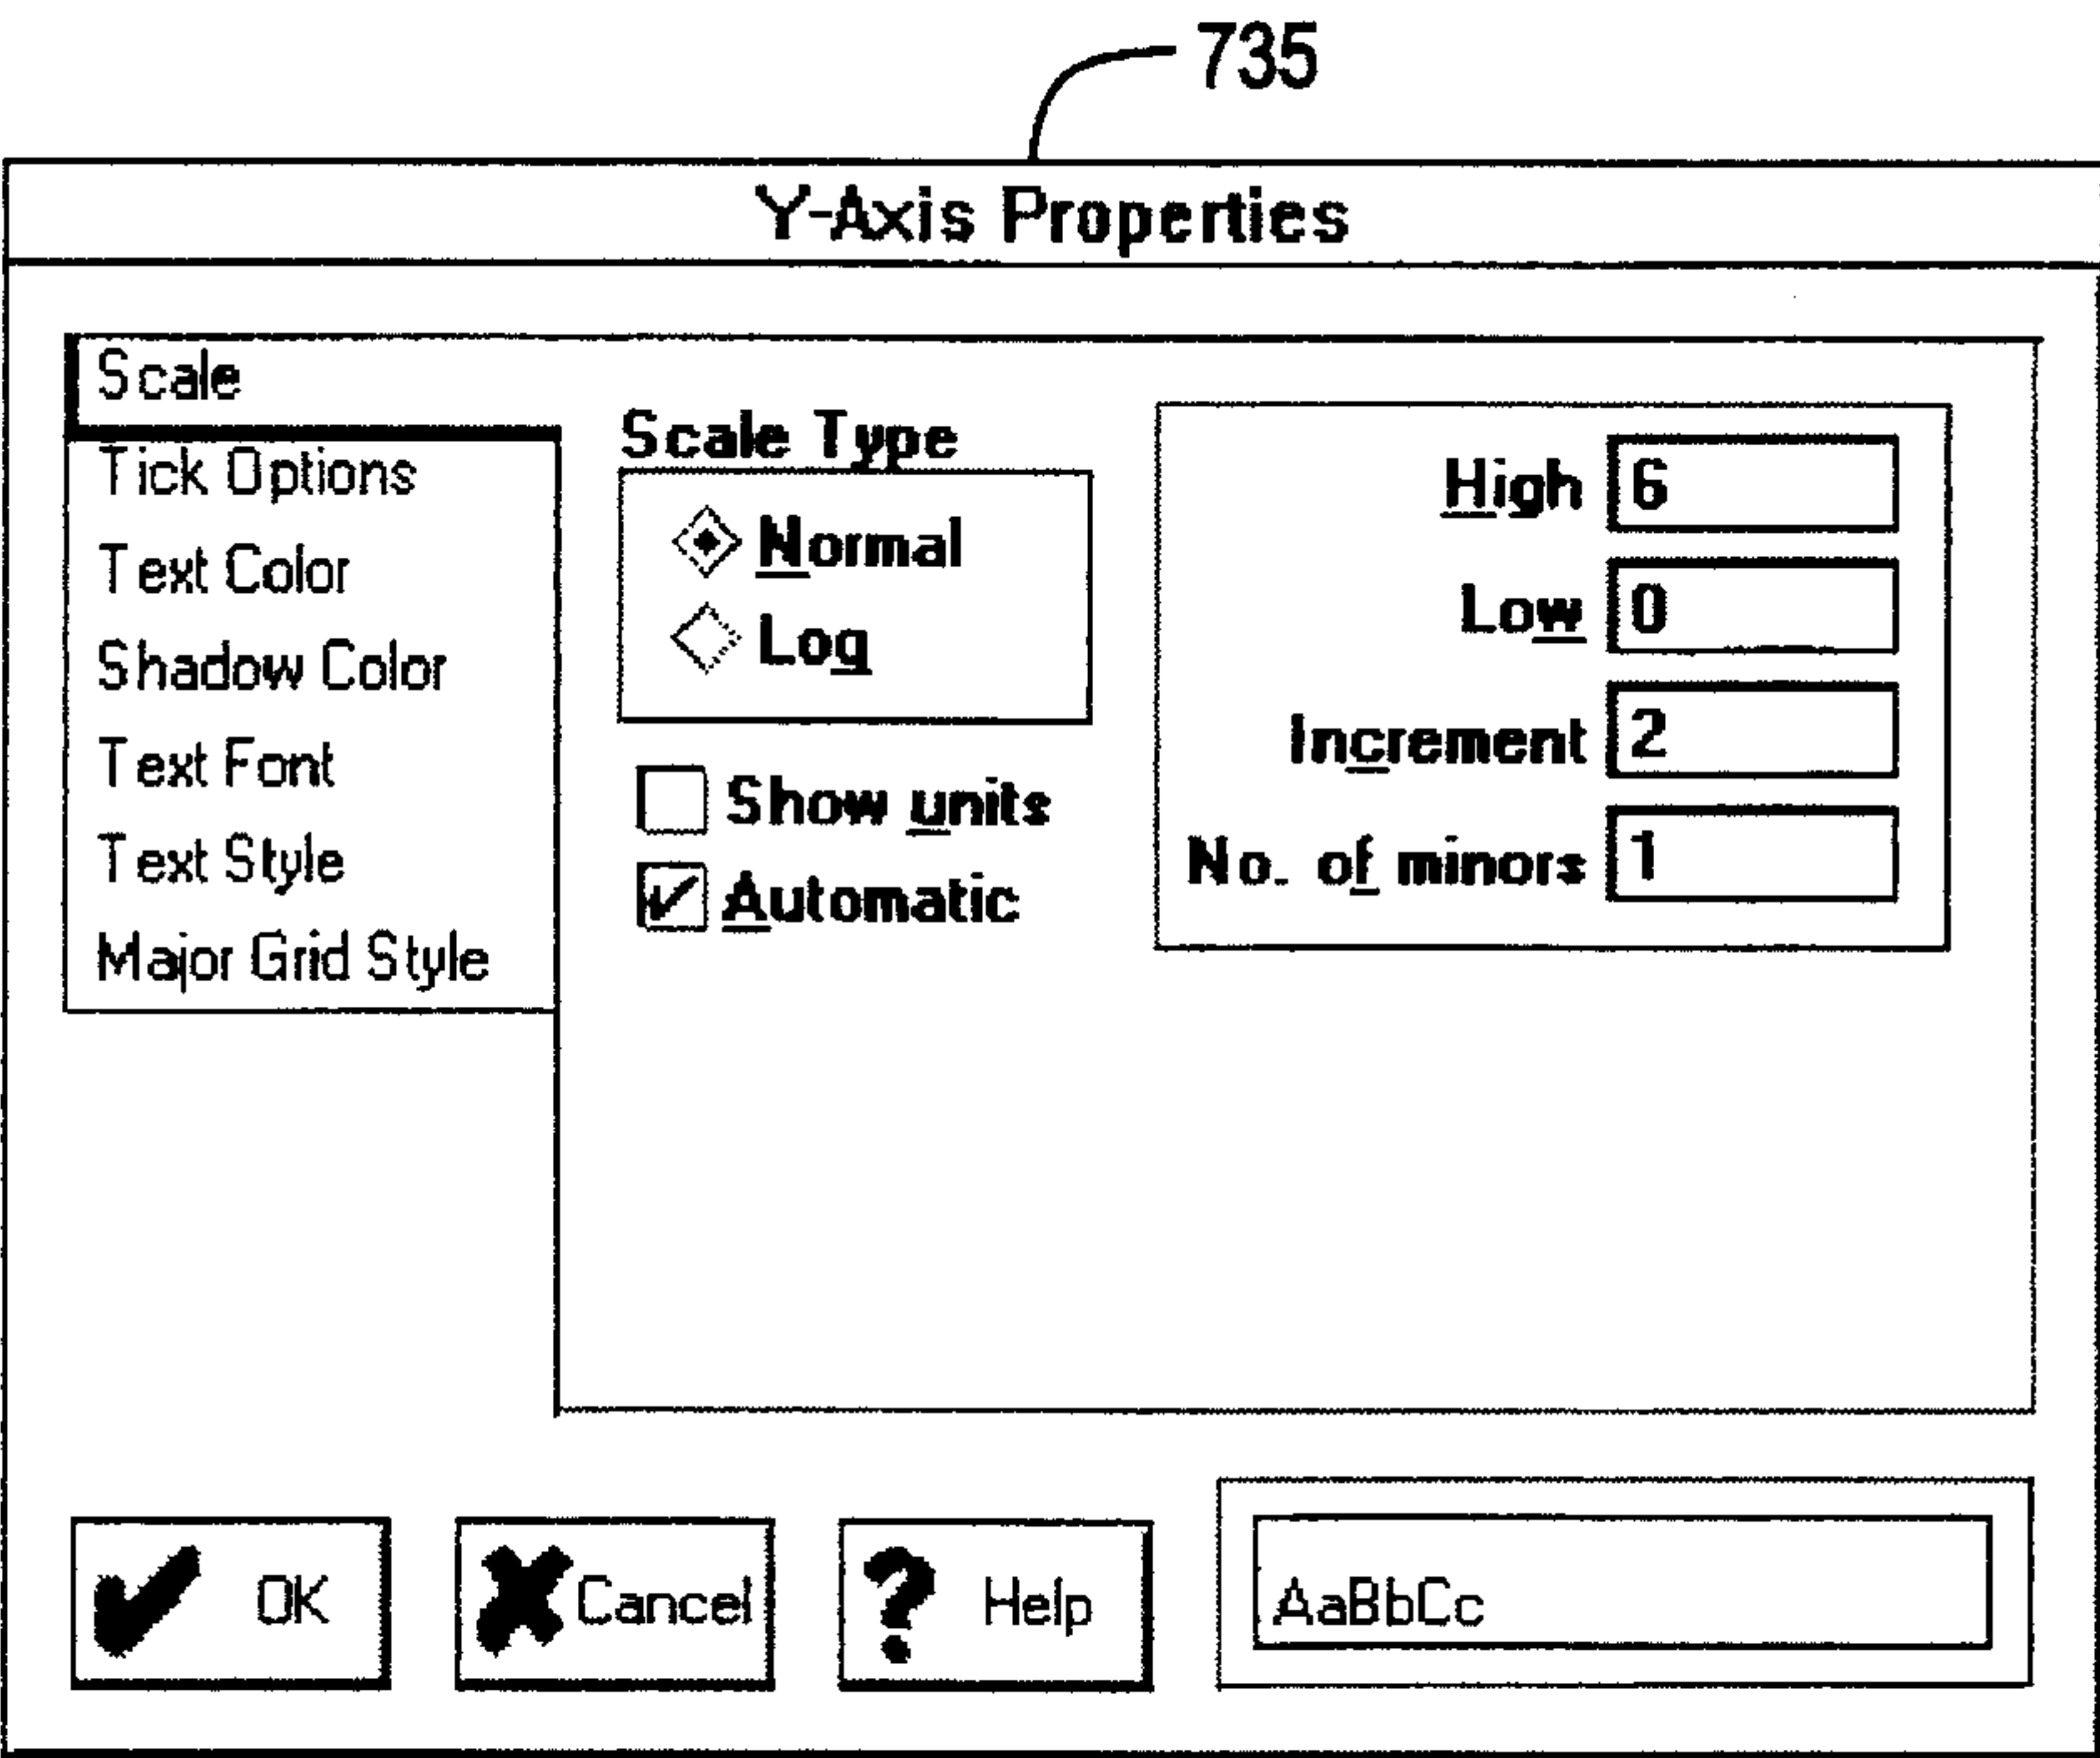 735
Y-Axis Properties
Scale
Tick Options
Text Color
Shadow Color
Text Font
Text Style
Major Grid Style
Scale Type
Normal
Log
Show units
Automatic
High 6
Low 0
Increment 2
No. of minors 1
OK
Cancel
? Help
AaBbCc